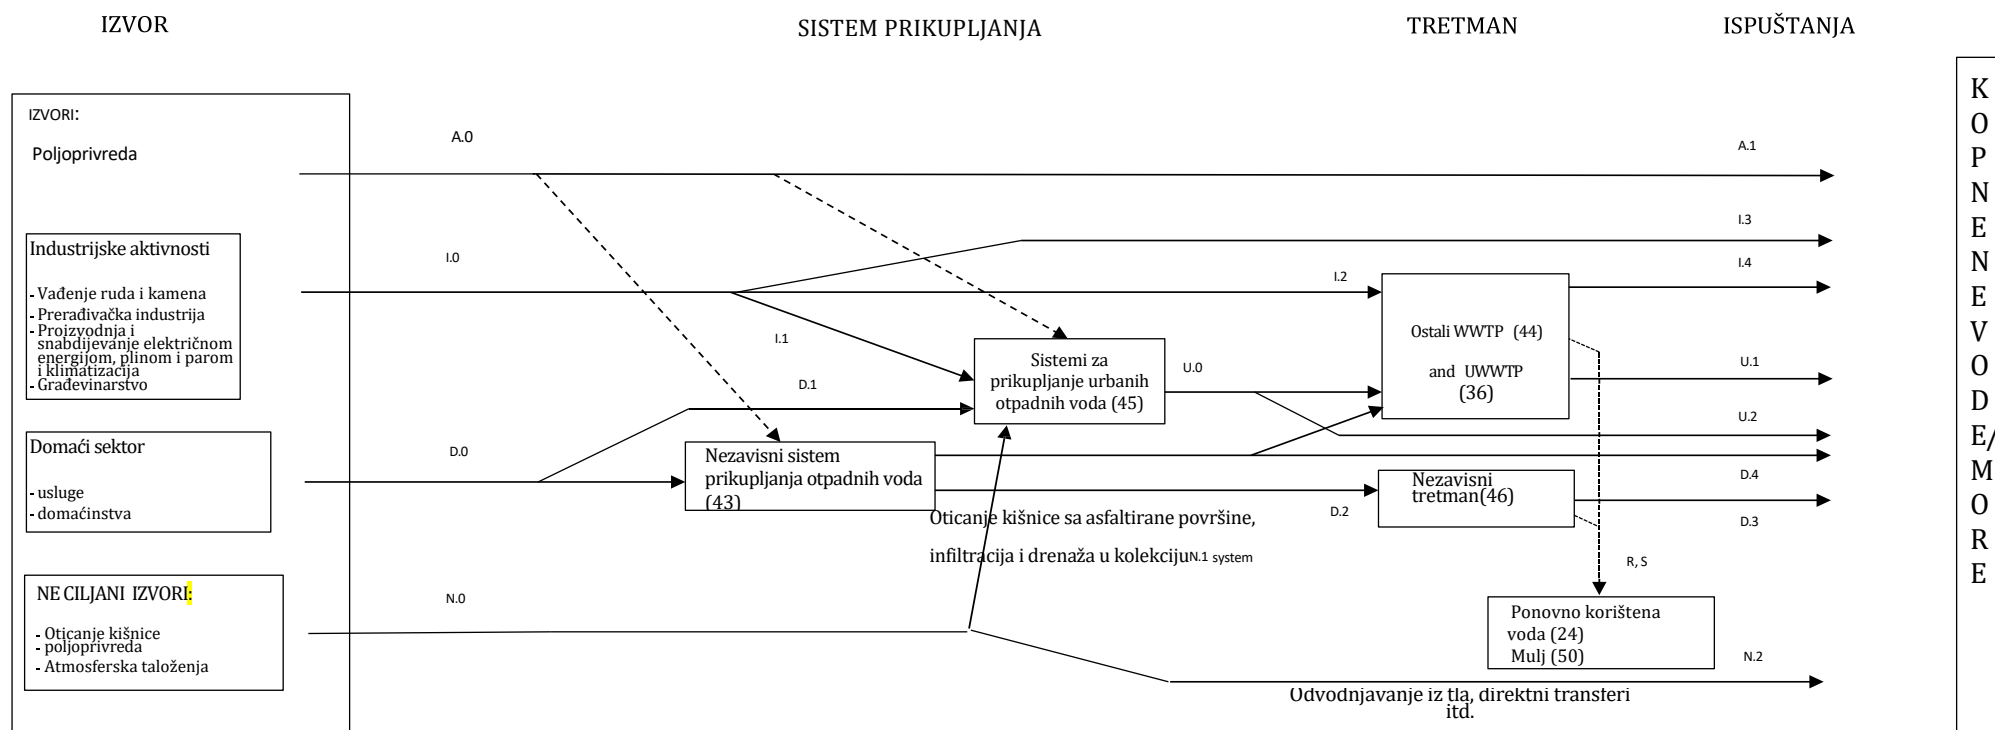 IZVOR
SISTEM PRIKUPLJANJA
TRETMAN
ISPUŠTANJA
IZVORI:
Poljoprivreda
A.0
A.1
Industrijske aktivnosti
- Vađenje ruda i kamena
- Prerađivačka industrija
- Proizvodnja i
snabdijevanje električnom
energijom, plinom i parom
i klimatizacija
- Građevinarstvo
I.0
I.1
I.2
I.3
I.4
Sistemi za
prikupljanje urbanih
otpadnih voda (45)
U.0
Ostali WWTP (44)
and UWWTP
(36)
U.1
U.2
Domaći sektor
- usluge
- domaćinstva
D.0
D.1
Nezavisni sistem
prikupljanja otpadnih voda
(43)
D.2
Nezavisni
tretman(46)
D.4
D.3
Oticanje kišnice sa asfaltirane površine,
infiltracija i drenaža u kolekcijuN.1 system
R, S
NE CILJANI IZVORI:
- Oticanje kišnice
- poljoprivreda
- Atmosferska taloženja
N.0
Ponovno korištena
voda (24)
Mulj (50)
N.2
Odvodnjavanje iz tla, direktni transferi
itd.
K
O
P
N
E
N
E
V
O
D
E/
M
O
R
E